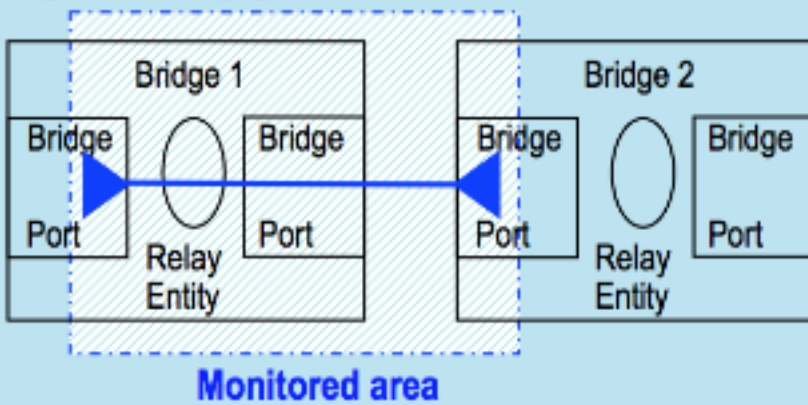 Bridge 1
Bridge
Port
Relay
Entity
Bridge
Port
Bridge 2
Bridge
Port
Relay
Entity
Bridge
Port
Monitored area